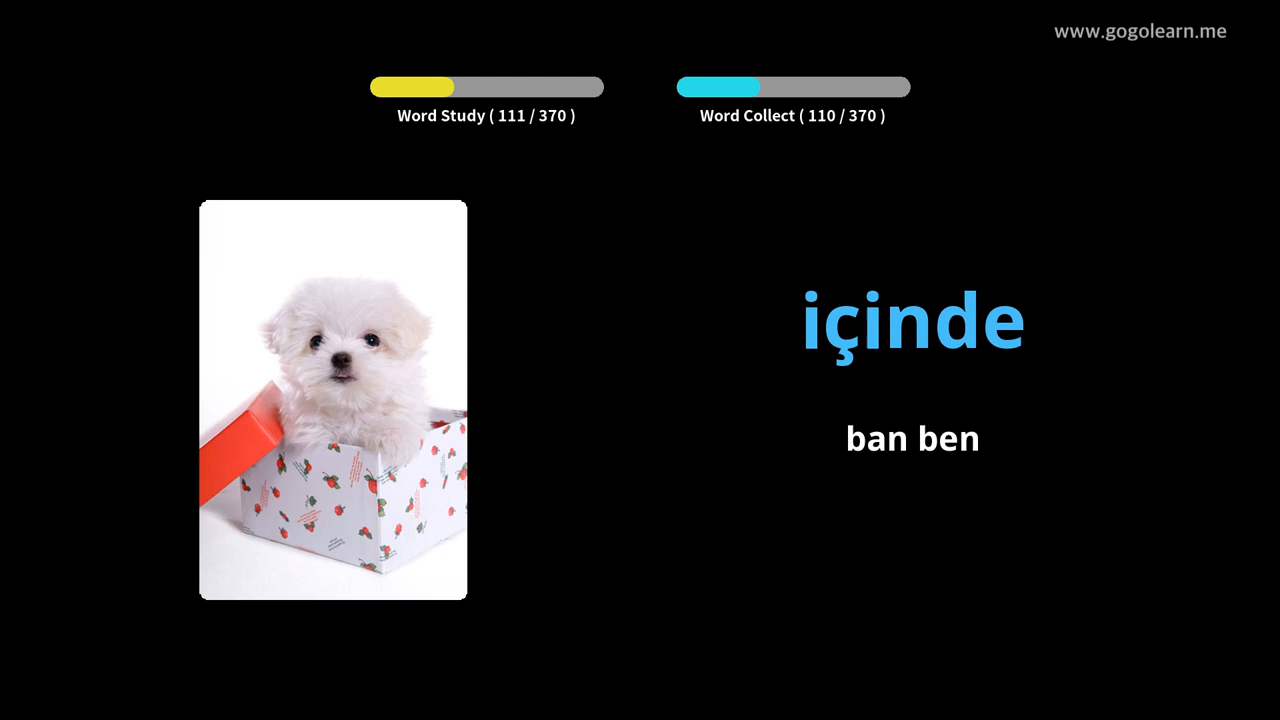 www.gogolearn.me
Word Study ( 111 / 370 )
Word Collect ( 110 / 370 )
içinde
ban ben